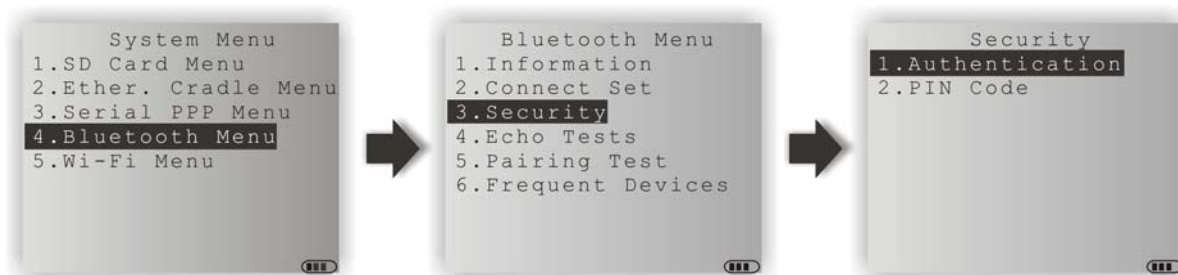 System Menu
1.SD Card Menu
2.Ether. Cradle Menu
3.Serial PPP Menu
4.Bluetooth Menu
5.Wi-Fi Menu
Bluetooth Menu
1.Information
2.Connect Set
3.Security
4.Echo Tests
5.Pairing Test
6.Frequent Devices
Security
1.Authentication
2.PIN Code